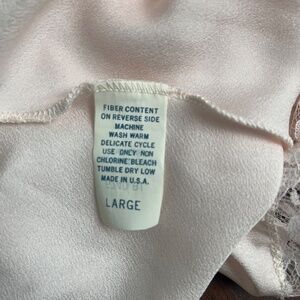 FIBER CONTENT
ON REVERSE SIDE
MACHINE
WASH WARM
DELICATE CYCLE
USE ONLY NON
CHLORINE BLEACH
TUMBLE DRY LOW
MADE IN U.S.A.
LARGE